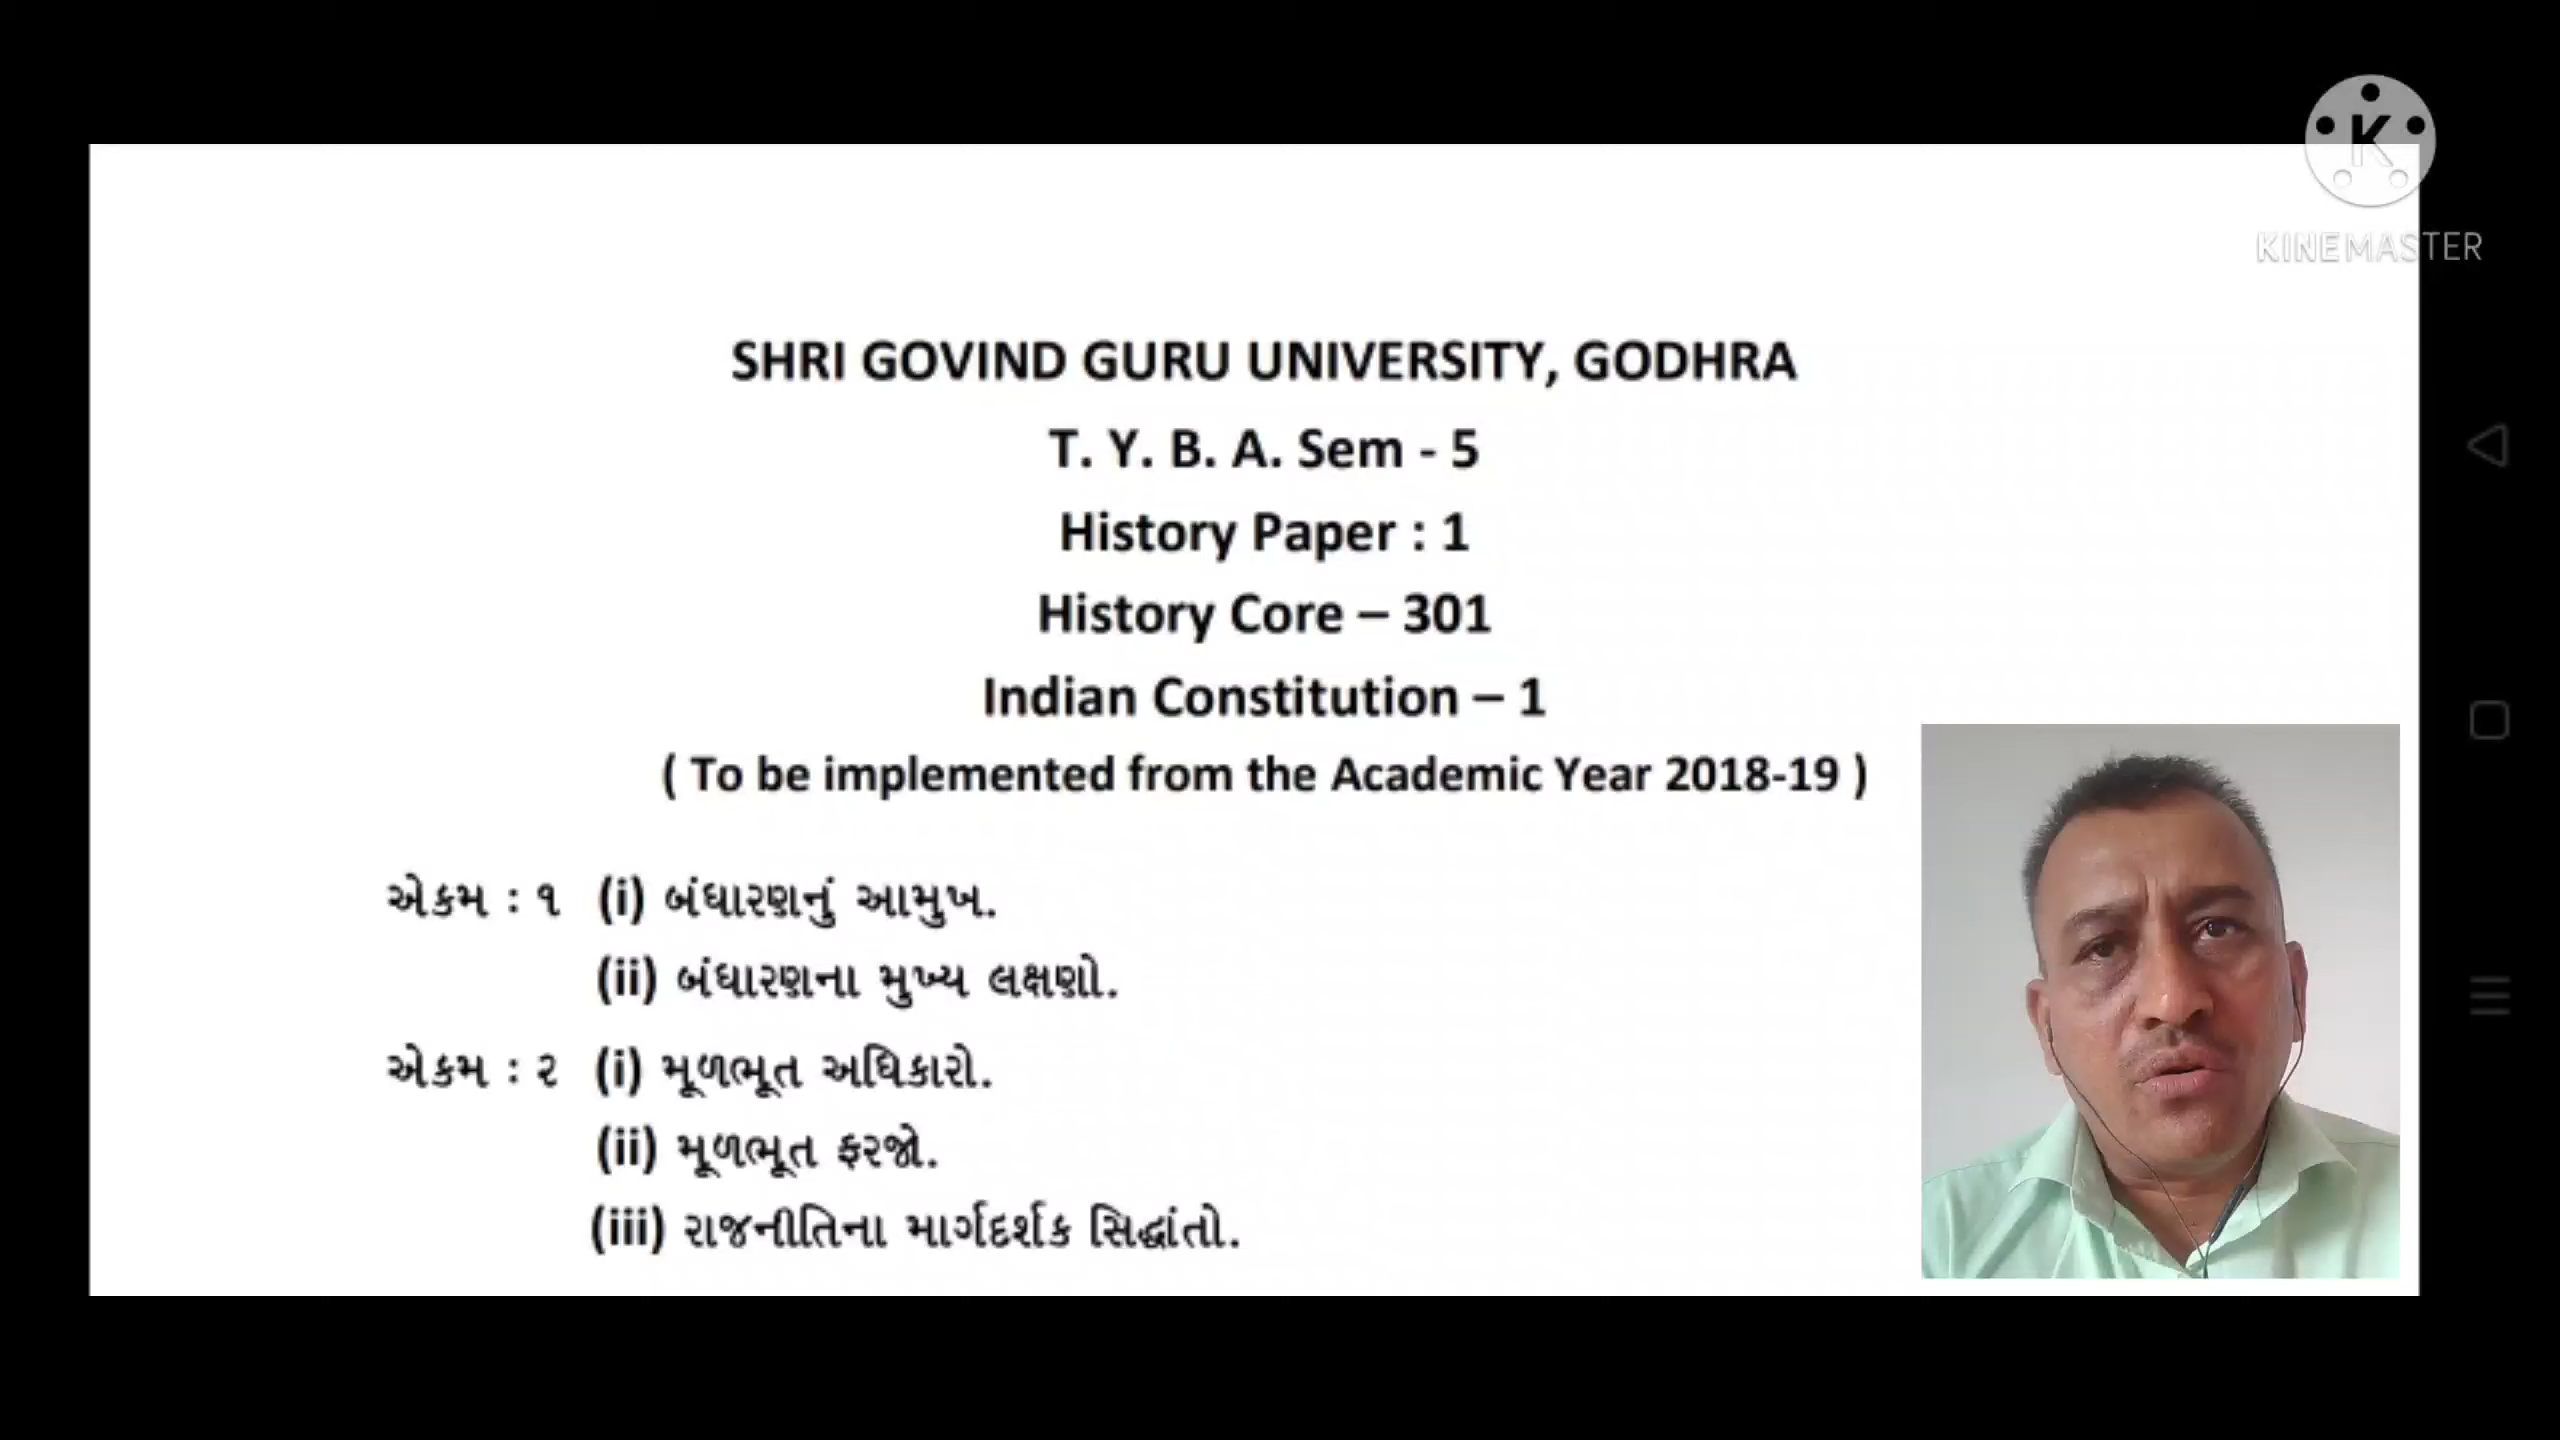 K
KINEMASTER
SHRI GOVIND GURU UNIVERSITY, GODHRA
T. Y. B. A. Sem - 5
History Paper : 1
History Core – 301
Indian Constitution – 1
( To be implemented from the Academic Year 2018-19 )
એકમ : ૧ (i) બંધારણનું આમુખ.
(ii) બંધારણના મુખ્ય લક્ષણો.
એકમ : ૨ (i) મૂળભૂત અધિકારો.
(ii) મૂળભૂત ફરજો.
(iii) રાજનીતિના માર્ગદર્શક સિદ્ધાંતો.